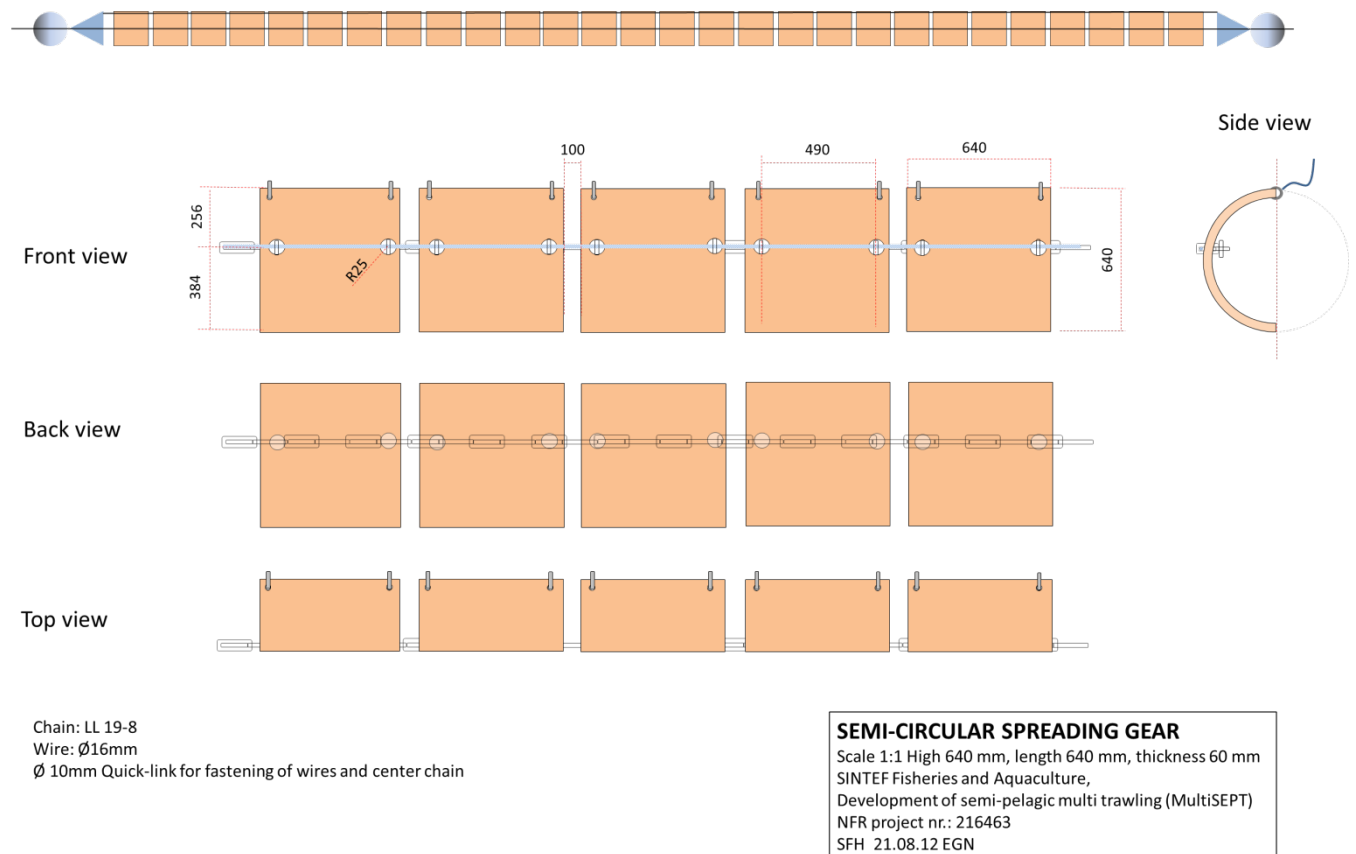 Side view
100
490
640
256
Front view
R25
384
640
Back view
Top view
Chain: LL 19-8
Wire: Ø16mm
Ø 10mm Quick-link for fastening of wires and center chain
SEMI-CIRCULAR SPREADING GEAR
Scale 1:1 High 640 mm, length 640 mm, thickness 60 mm
SINTEF Fisheries and Aquaculture,
Development of semi-pelagic multi trawling (MultiSEPT)
NFR project nr.: 216463
SFH 21.08.12 EGN